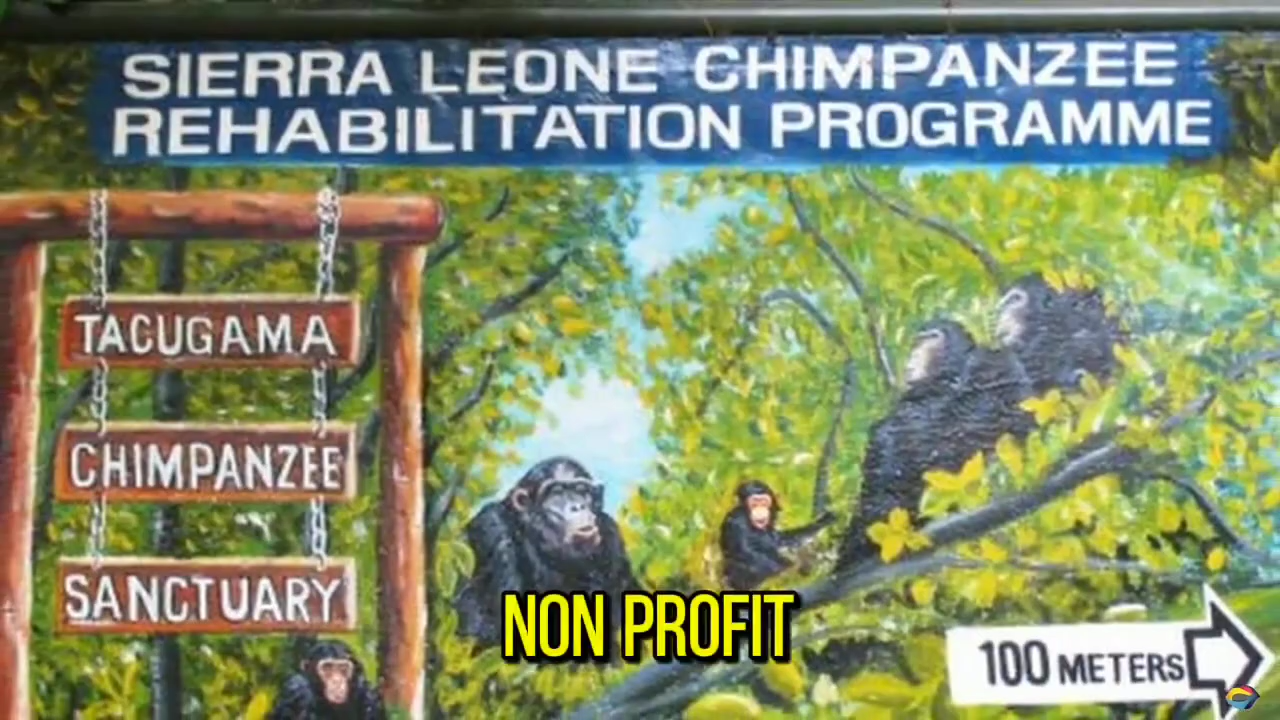 SIERRA LEONE CHIMPANZEE
REHABILITATION PROGRAMME
TACUGAMA
CHIMPANZEE
SANCTUARY
NON PROFIT
100 METERS